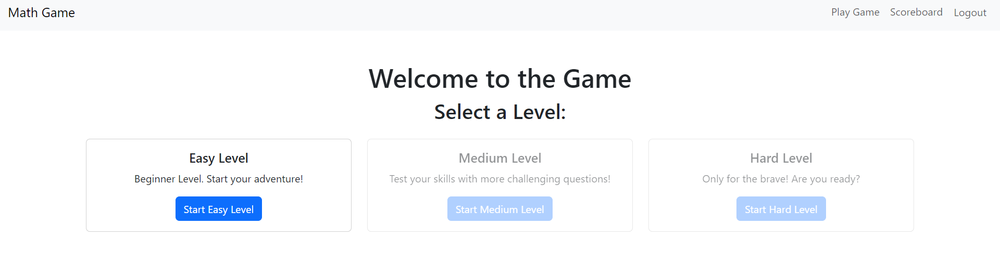 Math Game
Play Game Scoreboard Logout
Welcome to the Game
Select a Level:
Easy Level
Beginner Level. Start your adventure!
Start Easy Level
Medium Level
Test your skills with more challenging questions!
Start Medium Level
Hard Level
Only for the brave! Are you ready?
Start Hard Level